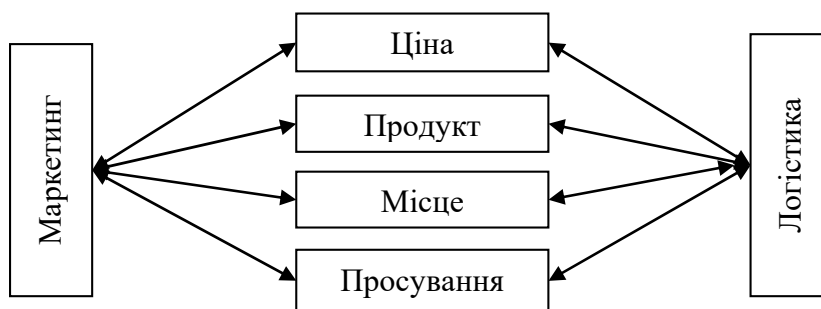 Маркетинг
Ціна
Продукт
Місце
Просування
Логістика